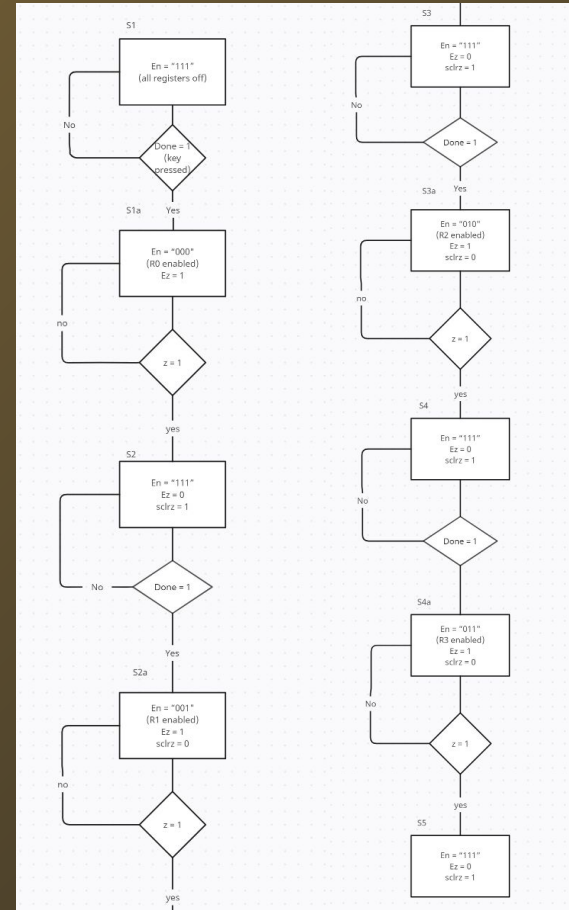 S1
En = "111"
(all registers off)
No
Done = 1
(key
pressed)
Yes
S1a
En = "000"
(R0 enabled)
Ez = 1
no
z = 1
yes
S2
En = "111"
Ez = 0
sclrz = 1
No
Done = 1
Yes
S2a
En = "001"
(R1 enabled)
Ez = 1
sclrz = 0
no
z = 1
yes
S3
En = "111"
Ez = 0
sclrz = 1
No
Done = 1
Yes
S3a
En = "010"
(R2 enabled)
Ez = 1
sclrz = 0
no
z = 1
yes
S4
En = "111"
Ez = 0
sclrz = 1
No
Done = 1
S4a
En = "011"
(R3 enabled)
Ez = 1
sclrz = 0
No
z = 1
yes
S5
En = "111"
Ez = 0
sclrz = 1